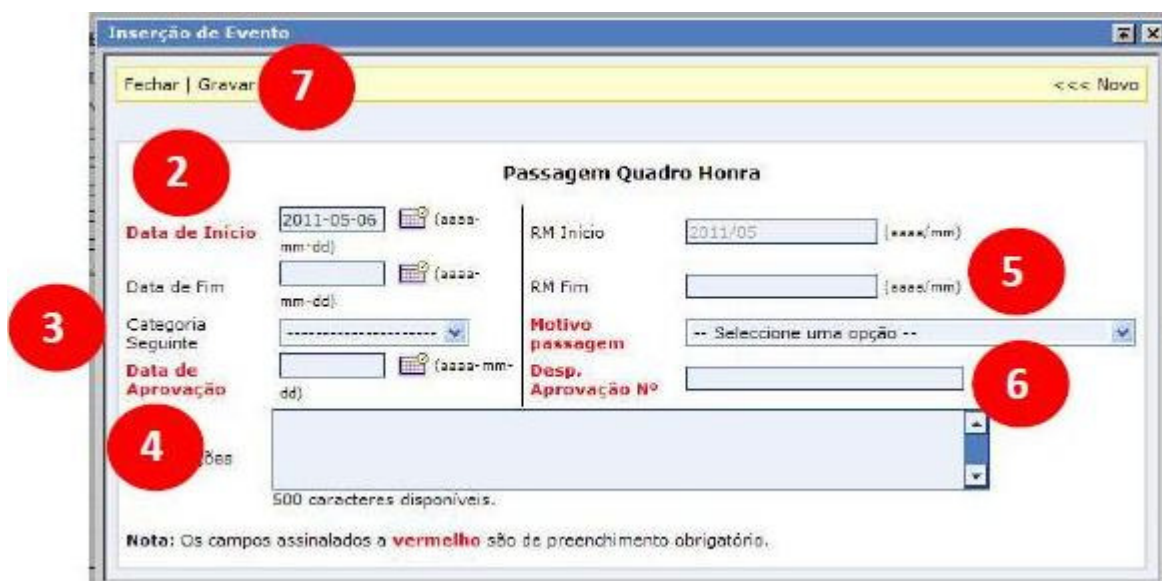 Inserção de Evento
Fechar | Gravar
7
<<< Novo
2
Passagem Quadro Honra
Data de Início
2011-05-06
(aaaa-
mm-dd)
RM Início
2011/05
(aaaa/mm)
Data de Fim
(aaaa-
mm-dd)
RM Fim
(aaaa/mm)
5
3
Categoria
Seguinte
--------------------
Motivo
passagem
-- Seleccione uma opção --
Data de
Aprovação
(aaaa-mm-
dd)
Desp.
Aprovação Nº
6
4
ões
500 caracteres disponíveis.
Nota: Os campos assinalados a vermelho são de preenchimento obrigatório.